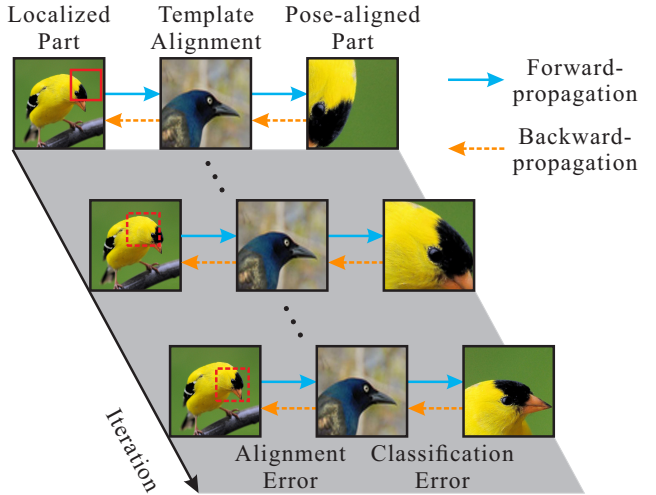 Localized
Part
Template
Alignment
Pose-aligned
Part
Forward-
propagation
Backward-
propagation
Iteration
Alignment
Error
Classification
Error